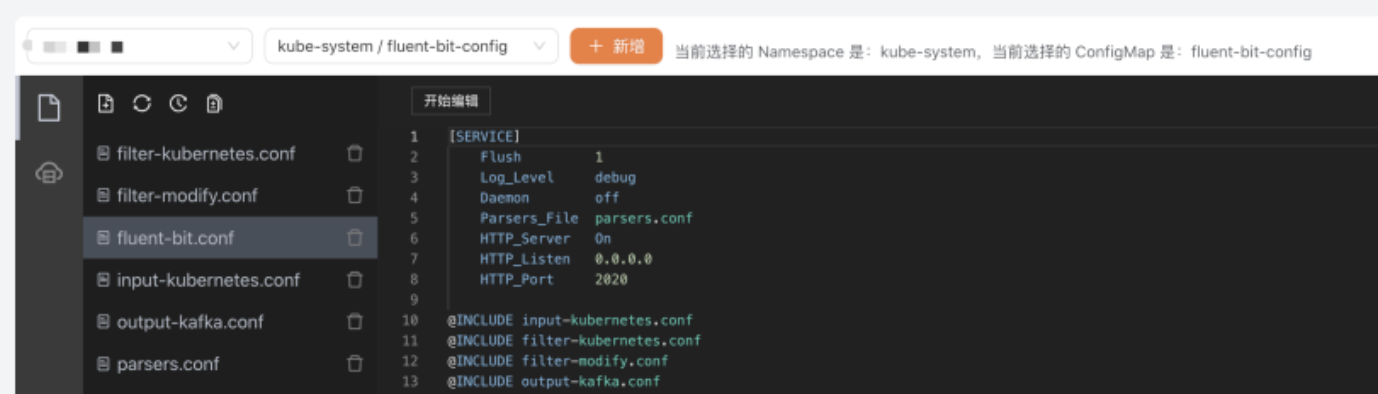 kube-system / fluent-bit-config
+ 新增
当前选择的 Namespace 是：kube-system，当前选择的 ConfigMap 是：fluent-bit-config
开始编辑
filter-kubernetes.conf
filter-modify.conf
fluent-bit.conf
input-kubernetes.conf
output-kafka.conf
parsers.conf
1 [SERVICE]
2 Flush 1
3 Log_Level debug
4 Daemon off
5 Parsers_File parsers.conf
6 HTTP_Server On
7 HTTP_Listen 0.0.0.0
8 HTTP_Port 2020
9
10 @INCLUDE input-kubernetes.conf
11 @INCLUDE filter-kubernetes.conf
12 @INCLUDE filter-modify.conf
13 @INCLUDE output-kafka.conf